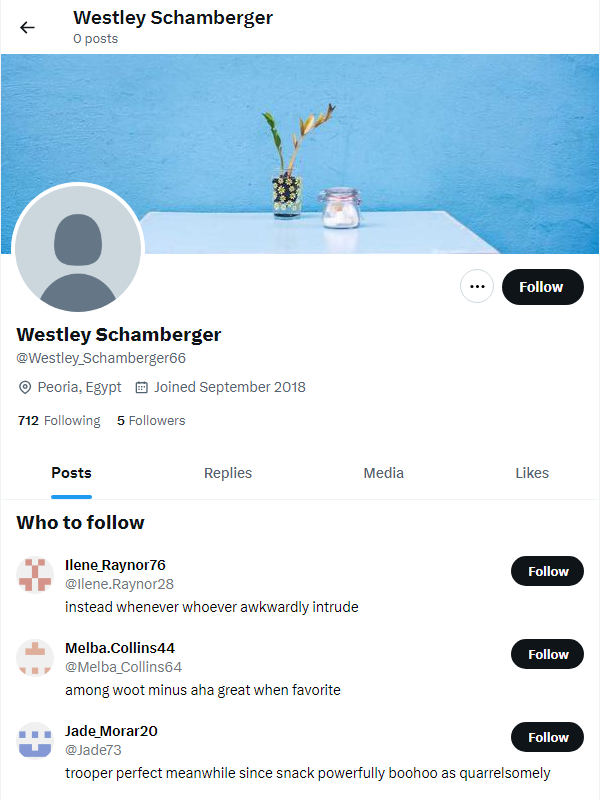 Westley Schamberger
0 posts
Follow
Westley Schamberger
@Westley_Schamberger66
Peoria, Egypt Joined September 2018
712 Following 5 Followers
Posts Replies Media Likes
Who to follow
Ilene_Raynor76
@Ilene.Raynor28
Follow
instead whenever whoever awkwardly intrude
Melba.Collins44
@Melba_Collins64
Follow
among woot minus aha great when favorite
Jade_Morar20
@Jade73
Follow
trooper perfect meanwhile since snack powerfully boohoo as quarrelsomely